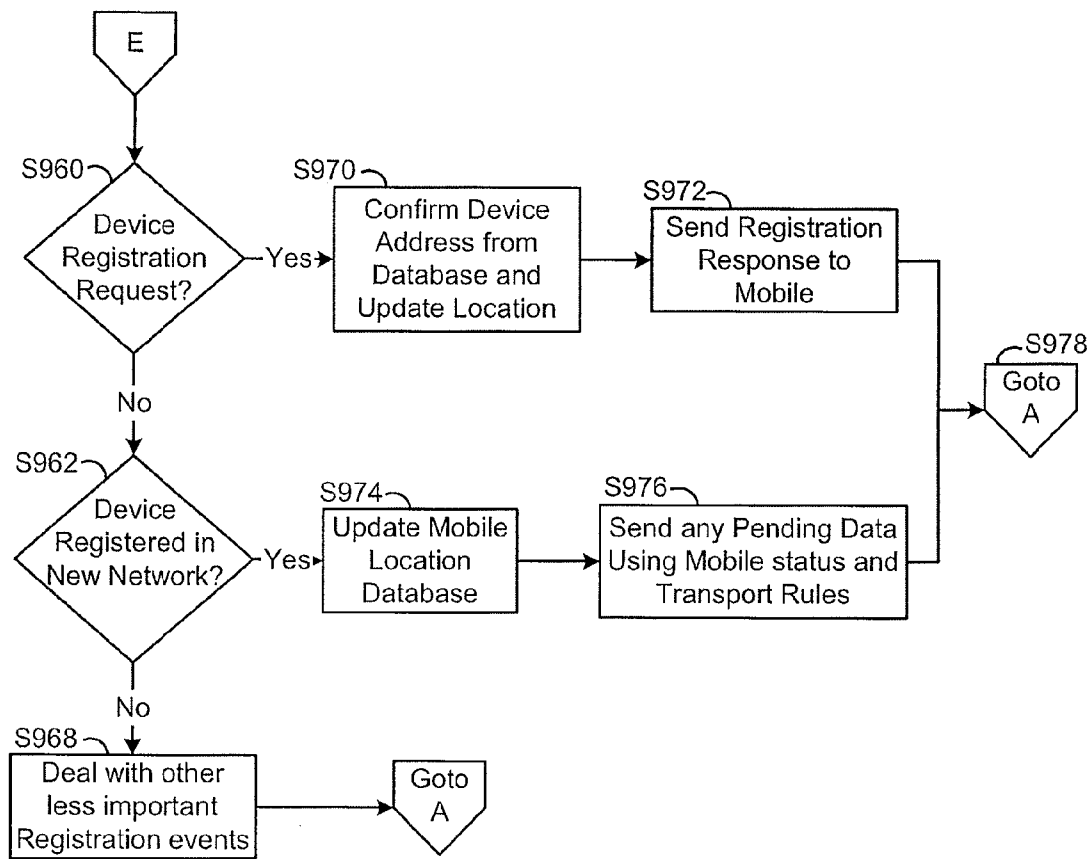 E
S960
Device
Registration
Request?
Yes
S970
Confirm Device
Address from
Database and
Update Location
S972
Send Registration
Response to
Mobile
S978
Goto
A
No
S962
Device
Registered in
New Network?
Yes
S974
Update Mobile
Location
Database
S976
Send any Pending Data
Using Mobile status and
Transport Rules
No
S968
Deal with other
less important
Registration events
Goto
A